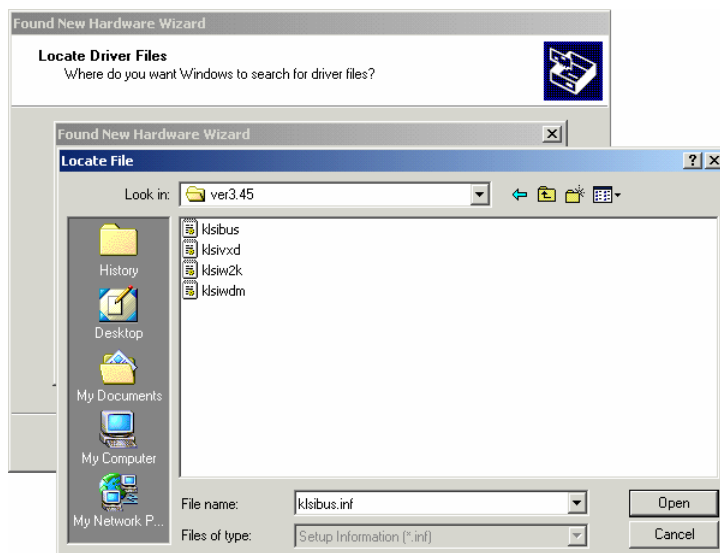 Found New Hardware Wizard
Locate Driver Files
Where do you want Windows to search for driver files?
Found New Hardware Wizard
Locate File
Look in:
ver3.45
klsibus
klsivxd
klsiw2k
klsiwdm
History
Desktop
My Documents
My Computer
My Network P...
File name:
klsibus.inf
Open
Files of type:
Setup Information (*.inf)
Cancel